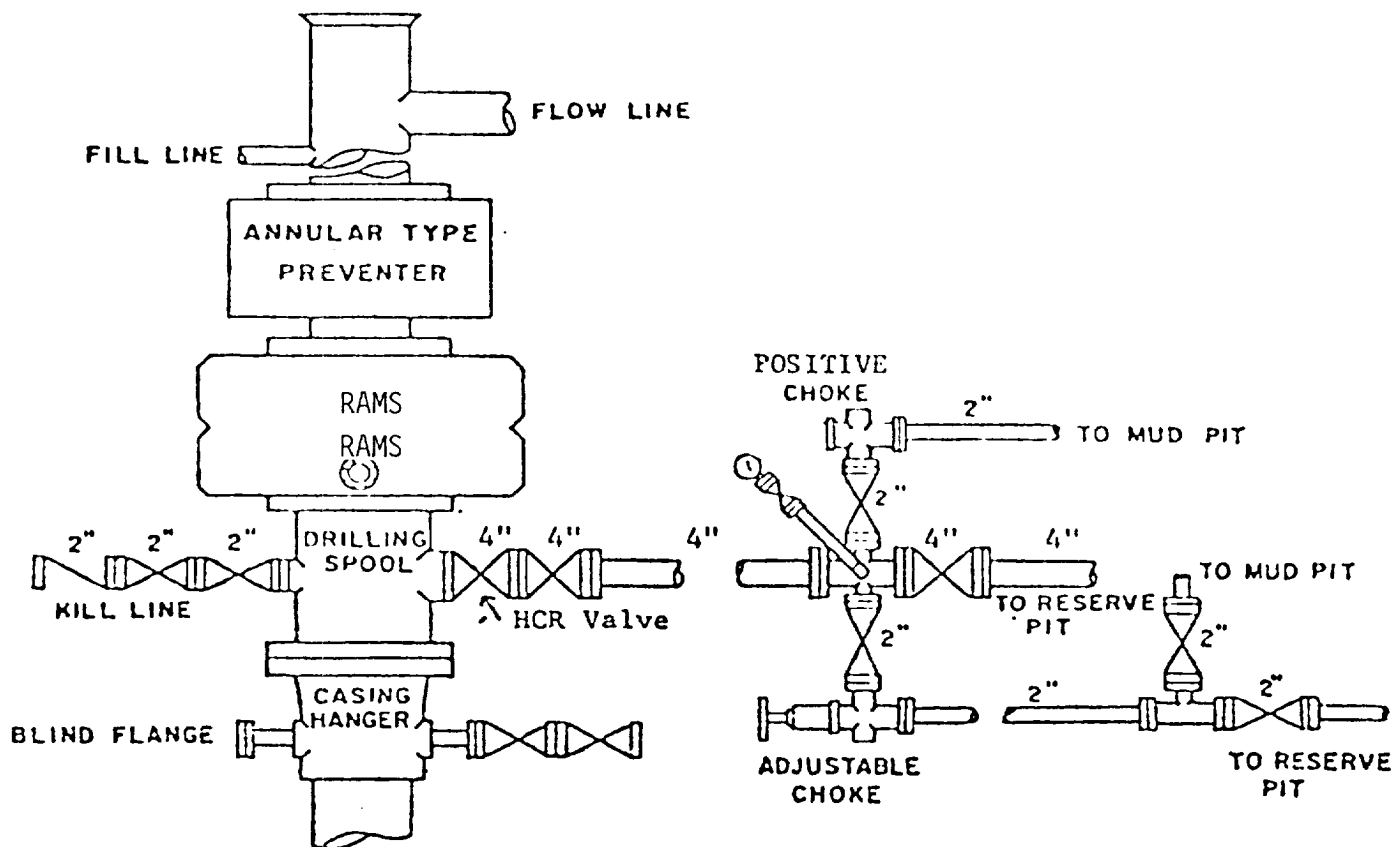 FLOW LINE
FILL LINE
ANNULAR TYPE
PREVENTER
RAMS
RAMS
POSITIVE
CHOKE
2"
TO MUD PIT
2"
2" 2" 2"
DRILLING
SPOOL
4" 4" 4"
4" 4"
KILL LINE
HCR Valve
TO RESERVE
PIT
TO MUD PIT
2"
2"
CASING
HANGER
BLIND FLANGE
2"
2"
ADJUSTABLE
CHOKE
TO RESERVE
PIT